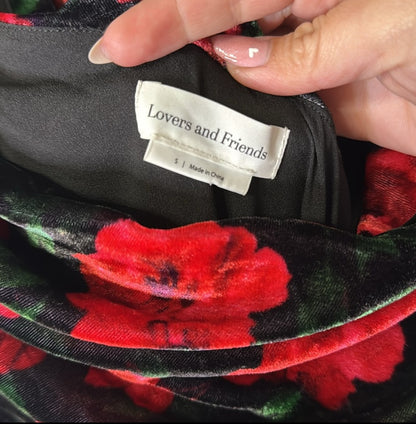 Lovers and Friends
S | Made in China